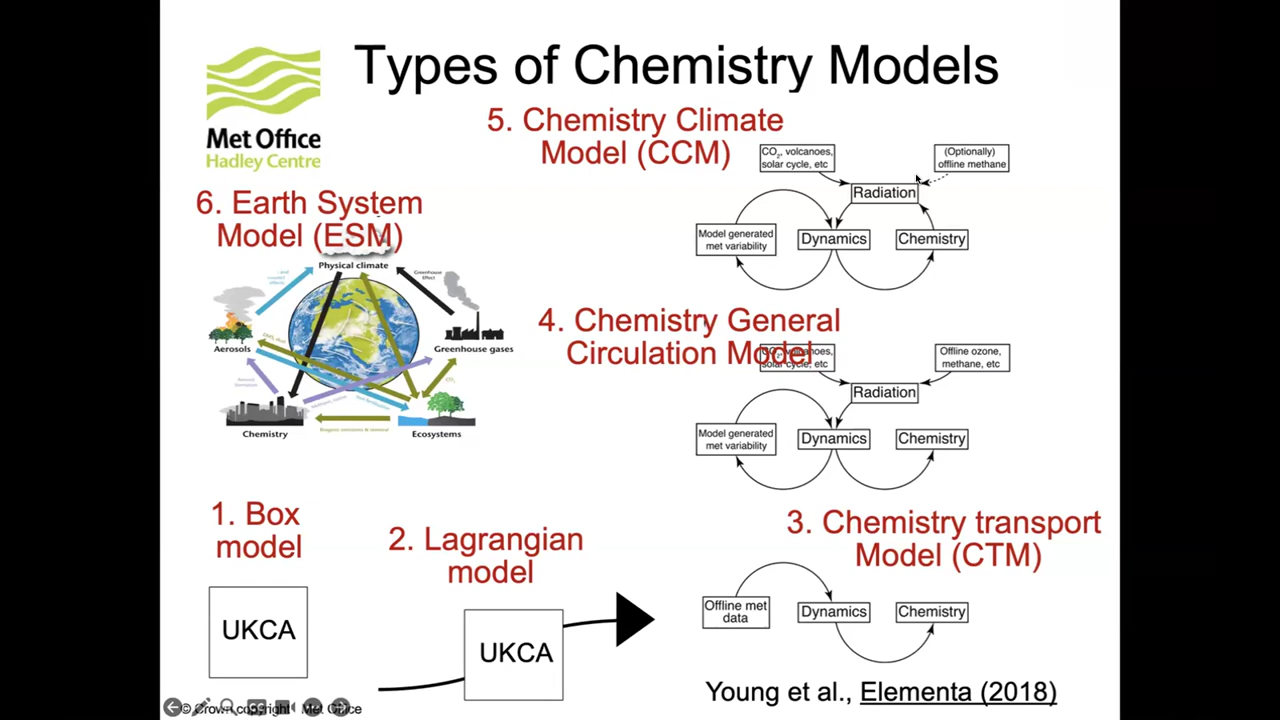 Types of Chemistry Models
Met Office
Hadley Centre
5. Chemistry Climate
Model (CCM)
CO2, volcanoes,
solar cycle, etc
(Optionally)
offline methane
Radiation
Model generated
met variability
Dynamics
Chemistry
6. Earth System
Model (ESM)
Physical climate
Greenhouse
Effect
Aerosols
Greenhouse gases
CO2
Chemistry
Ecosystems
4. Chemistry General
Circulation Model
CO2, volcanoes,
solar cycle, etc
Offline ozone,
methane, etc
Radiation
Model generated
met variability
Dynamics
Chemistry
1. Box
model
UKCA
2. Lagrangian
model
UKCA
3. Chemistry transport
Model (CTM)
Offline met
data
Dynamics
Chemistry
Young et al., Elementa (2018)
© Crown copyright Met Office